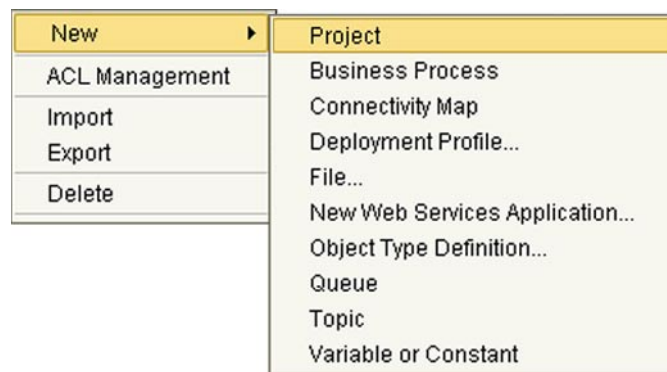 New
ACL Management
Import
Export
Delete
Project
Business Process
Connectivity Map
Deployment Profile...
File...
New Web Services Application...
Object Type Definition...
Queue
Topic
Variable or Constant